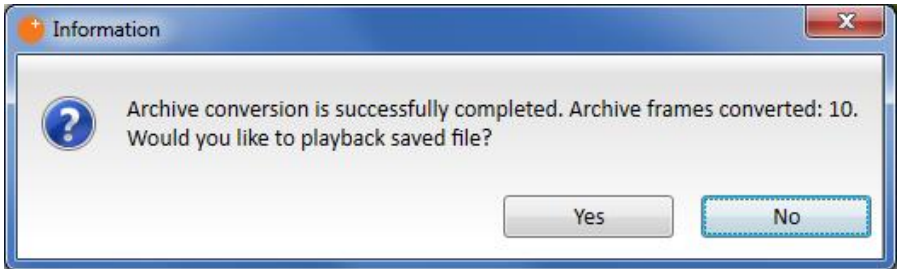 Information
Archive conversion is successfully completed. Archive frames converted: 10.
Would you like to playback saved file?
Yes
No